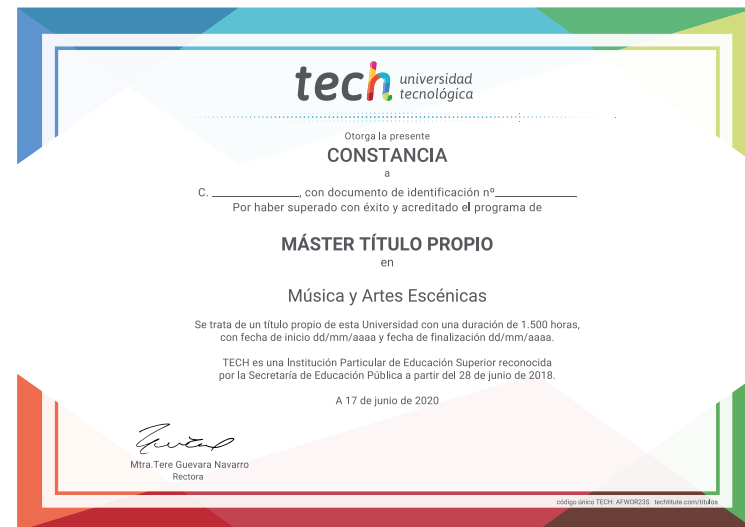 tech universidad
tecnológica
Otorga la presente
CONSTANCIA
a
C. ________________, con documento de identificación nº_______________
Por haber superado con éxito y acreditado el programa de
MÁSTER TÍTULO PROPIO
en
Música y Artes Escénicas
Se trata de un título propio de esta Universidad con una duración de 1.500 horas,
con fecha de inicio dd/mm/aaaa y fecha de finalización dd/mm/aaaa.
TECH es una Institución Particular de Educación Superior reconocida
por la Secretaría de Educación Pública a partir del 28 de junio de 2018.
A 17 de junio de 2020
Mtra.Tere Guevara Navarro
Rectora
código único TECH: AFWOR23S techtitute.com/titulos